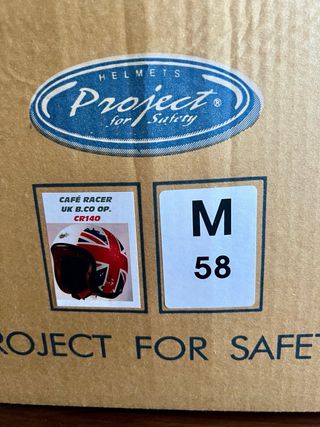 HELMETS
Project®
for Safety
CAFÉ RACER
UK B.CO OP.
CR140
M
58
ROJECT FOR SAFET